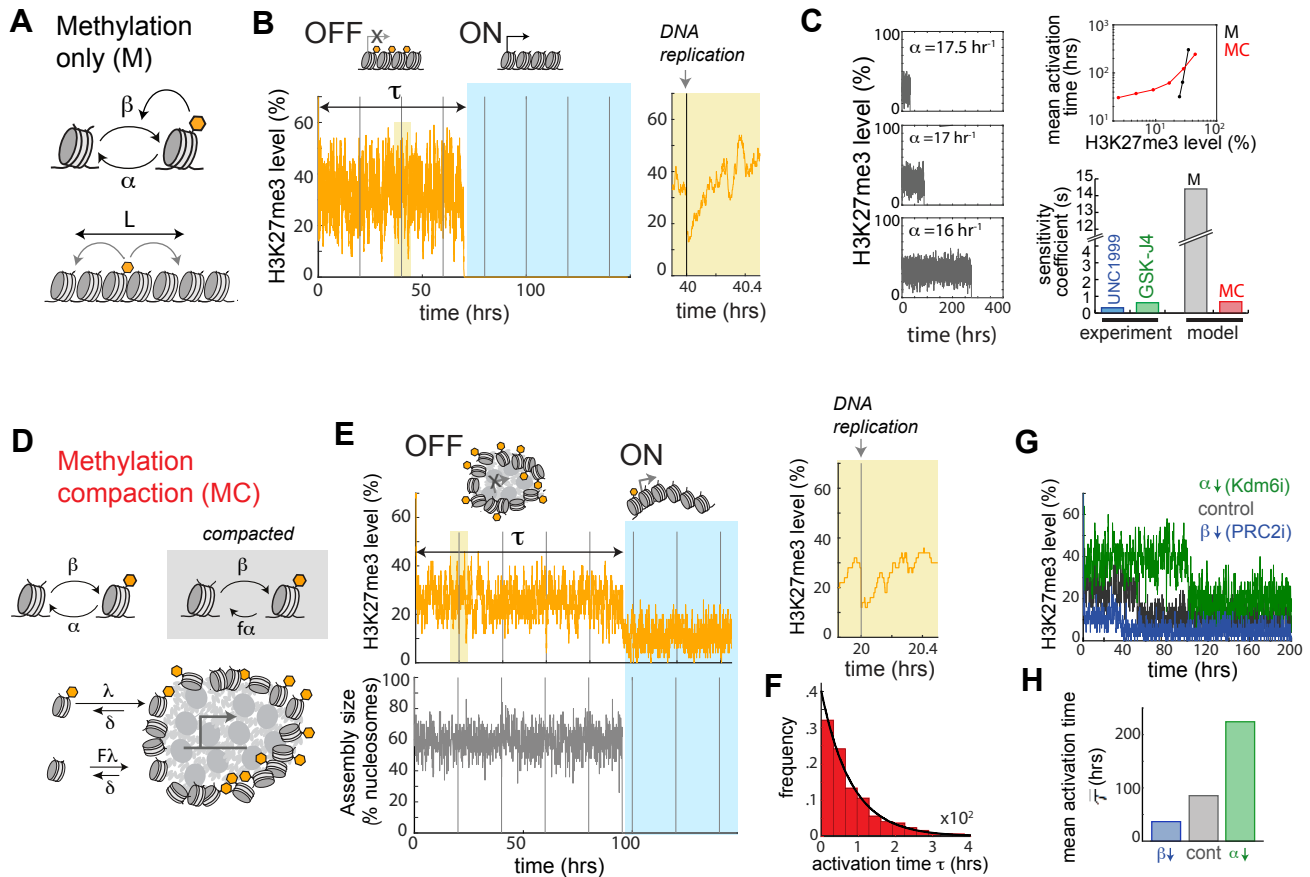 A
Methylation
only (M)
β
α
L
B
OFF
X
ON
τ
H3K27me3 level (%)
60
40
20
0
0
50
100
time (hrs)
DNA
replication
60
40
20
0
40
40.4
time (hrs)
C
H3K27me3 level (%)
100
α = 17.5 hr⁻¹
0
100
α = 17 hr⁻¹
0
100
α = 16 hr⁻¹
0
0
200
400
time (hrs)
mean activation
time (hrs)
10³
10²
10¹
10¹
10²
H3K27me3 level (%)
M
MC
sensitivity
coefficient (s)
15
14
13
12
4
3
2
1
0
UNC1999
GSK-J4
M
MC
experiment
model
D
Methylation
compaction (MC)
compacted
β
α
β
fα
λ
δ
Fλ
δ
E
OFF
X
ON
τ
H3K27me3 level (%)
60
40
20
0
Assembly size
(% nucleosomes)
100
80
60
40
20
0
0
50
100
time (hrs)
DNA
replication
60
40
20
0
20
20.4
time (hrs)
F
frequency
.4
.3
.2
.1
0
x10²
0
1
2
3
4
activation time τ (hrs)
G
H3K27me3 level (%)
80
60
40
20
0
α↓(Kdm6i)
control
β↓(PRC2i)
0
40
80
120
160
200
time (hrs)
H
mean activation time
τ̅ (hrs)
200
100
0
β↓
cont
α↓